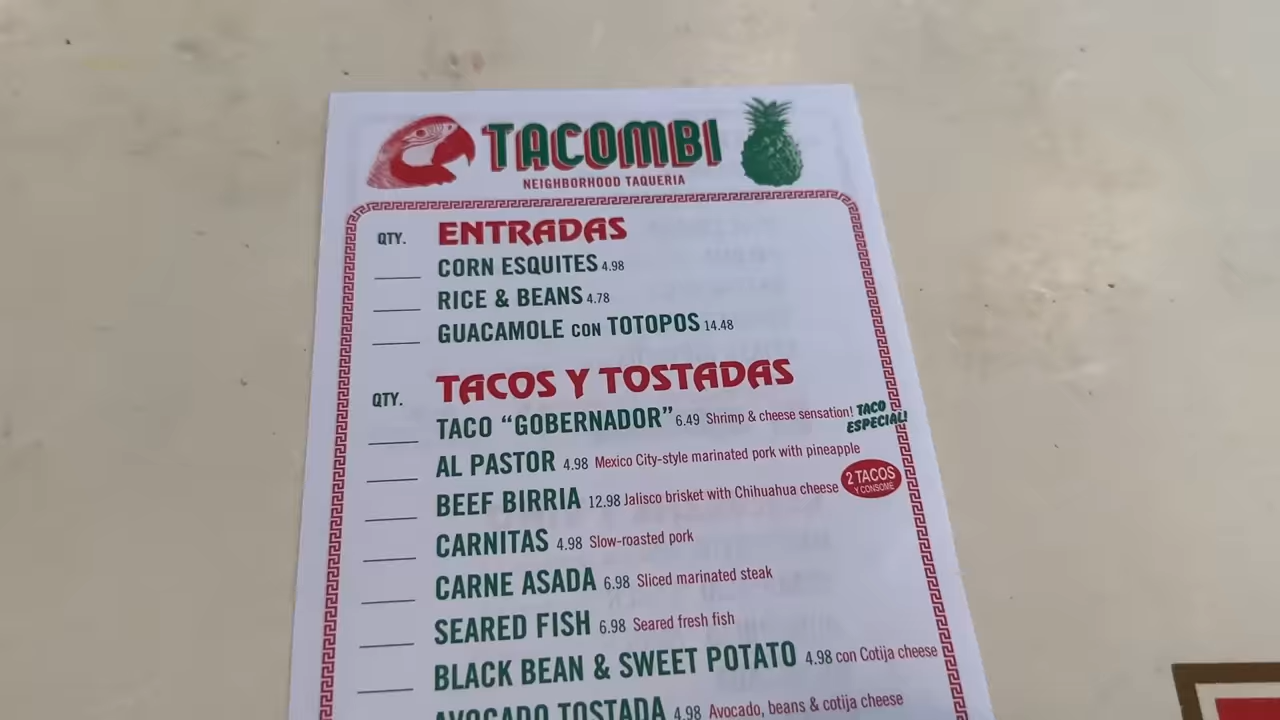 TACOMBI
NEIGHBORHOOD TAQUERIA
QTY. ENTRADAS
CORN ESQUITES 4.98
RICE & BEANS 4.78
GUACAMOLE CON TOTOPOS 14.48
QTY. TACOS Y TOSTADAS
TACO “GOBERNADOR” 6.49 Shrimp & cheese sensation! TACO ESPECIAL!
AL PASTOR 4.98 Mexico City-style marinated pork with pineapple
BEEF BIRRIA 12.98 Jalisco brisket with Chihuahua cheese 2 TACOS Y CONSOME
CARNITAS 4.98 Slow-roasted pork
CARNE ASADA 6.98 Sliced marinated steak
SEARED FISH 6.98 Seared fresh fish
BLACK BEAN & SWEET POTATO 4.98 con Cotija cheese
AVOCADO TOSTADA 4.98 Avocado, beans & cotija cheese